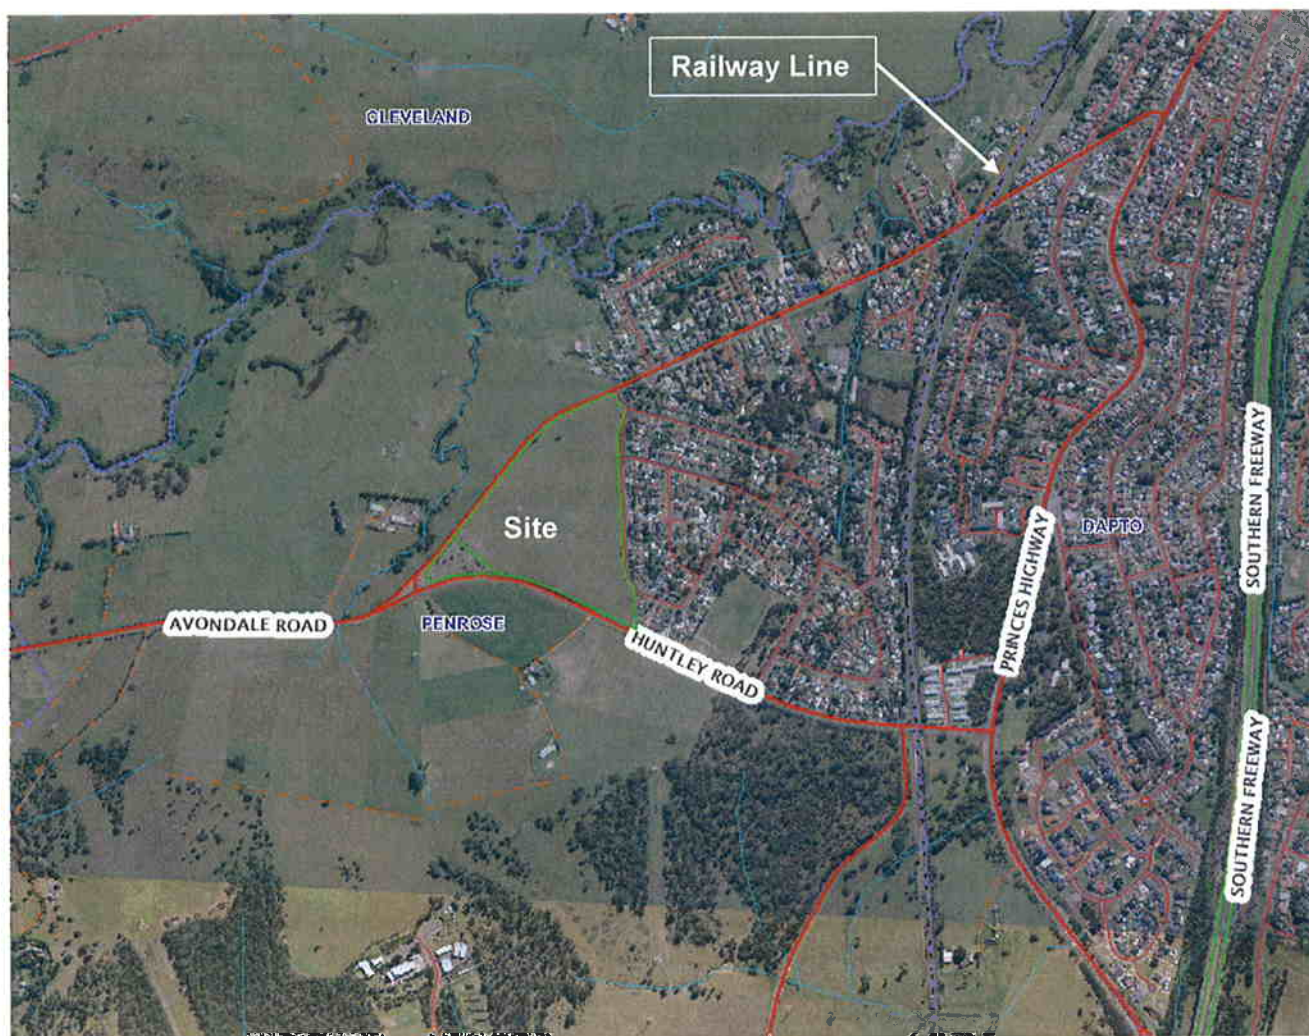 Railway Line
CLEVELAND
SOUTHERN FREEWAY
Site
PRINCES HIGHWAY
DAPTO
AVONDALE ROAD
PENROSE
HUNTLEY ROAD
SOUTHERN FREEWAY